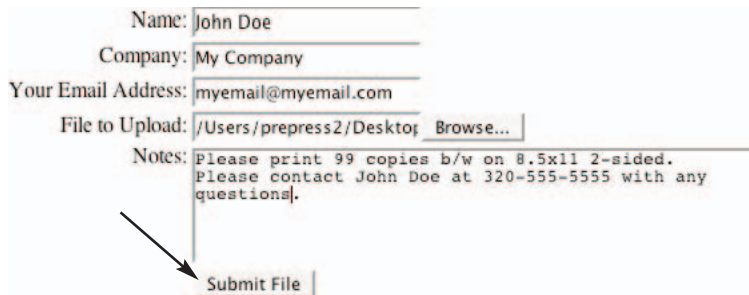 Name: John Doe
Company: My Company
Your Email Address: myemail@myemail.com
File to Upload: /Users/prepress2/Desktop Browse...
Notes: Please print 99 copies b/w on 8.5x11 2-sided.
Please contact John Doe at 320-555-5555 with any
questions.
Submit File